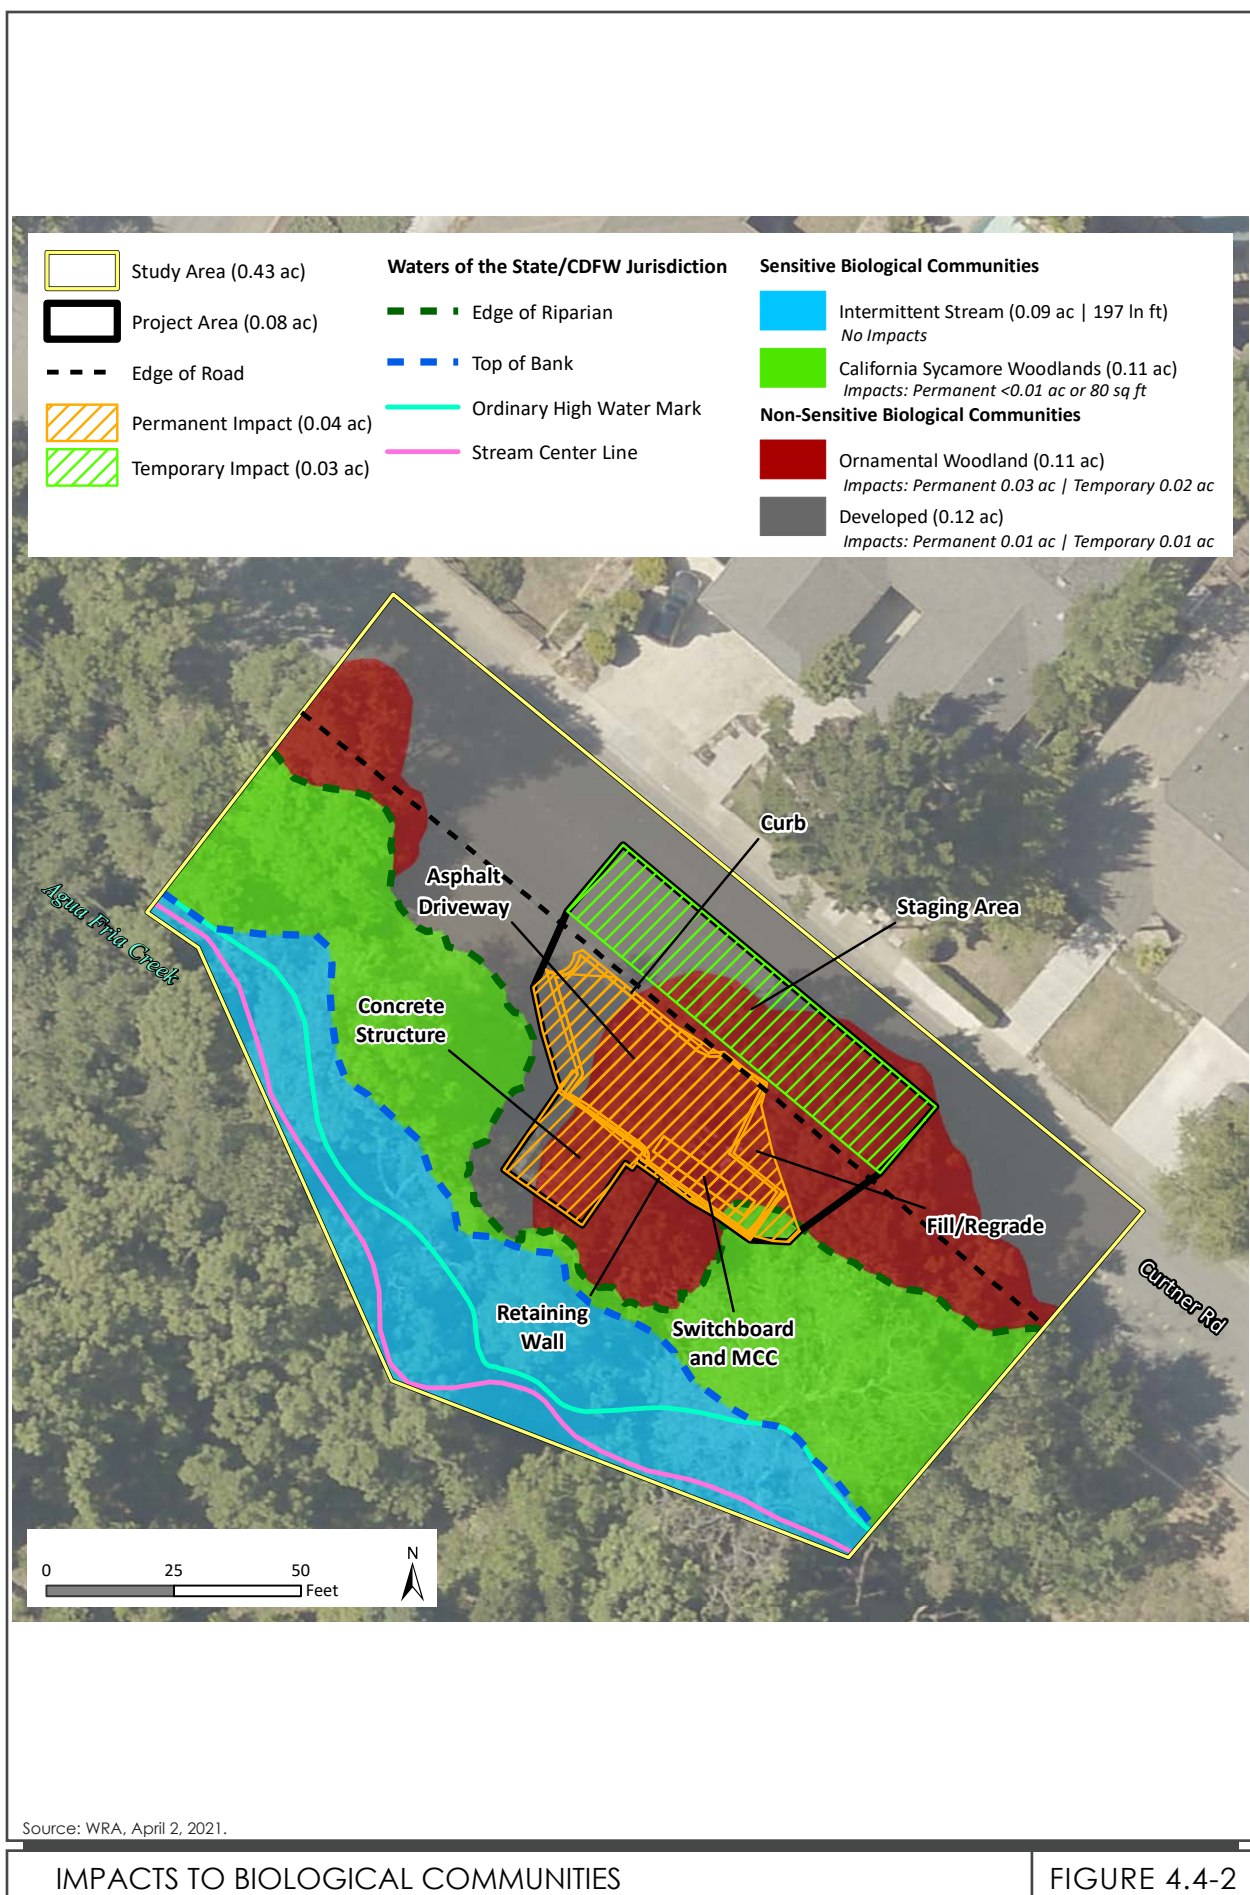 Study Area (0.43 ac)
Project Area (0.08 ac)
Edge of Road
Permanent Impact (0.04 ac)
Temporary Impact (0.03 ac)
Waters of the State/CDFW Jurisdiction
Edge of Riparian
Top of Bank
Ordinary High Water Mark
Stream Center Line
Sensitive Biological Communities
Intermittent Stream (0.09 ac | 197 ln ft)
No Impacts
California Sycamore Woodlands (0.11 ac)
Impacts: Permanent <0.01 ac or 80 sq ft
Non-Sensitive Biological Communities
Ornamental Woodland (0.11 ac)
Impacts: Permanent 0.03 ac | Temporary 0.02 ac
Developed (0.12 ac)
Impacts: Permanent 0.01 ac | Temporary 0.01 ac
Curb
Asphalt
Driveway
Staging Area
Agua Fria Creek
Concrete
Structure
Fill/Regrade
Curtner Rd
Retaining
Wall
Switchboard
and MCC
0 25 50
Feet
N
Source: WRA, April 2, 2021.
IMPACTS TO BIOLOGICAL COMMUNITIES
FIGURE 4.4-2